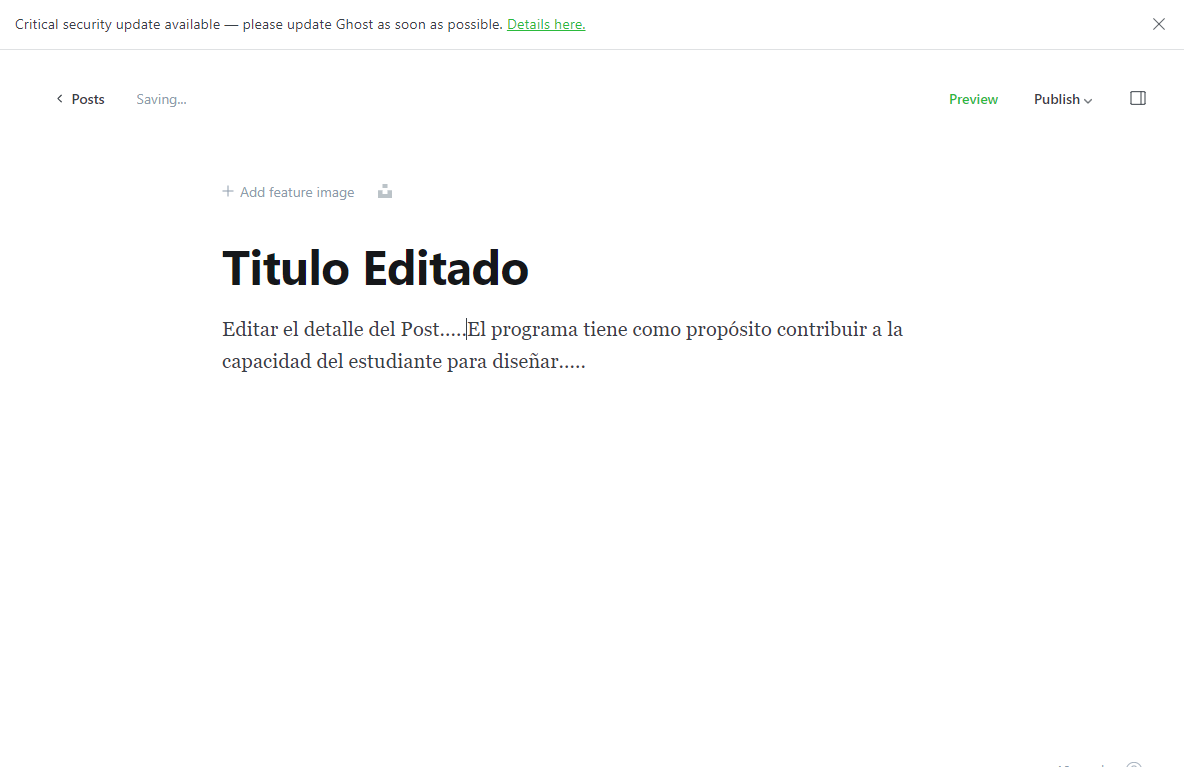 Critical security update available — please update Ghost as soon as possible. Details here.
Posts Saving... Preview Publish
Add feature image
Titulo Editado
Editar el detalle del Post.....El programa tiene como propósito contribuir a la
capacidad del estudiante para diseñar.....